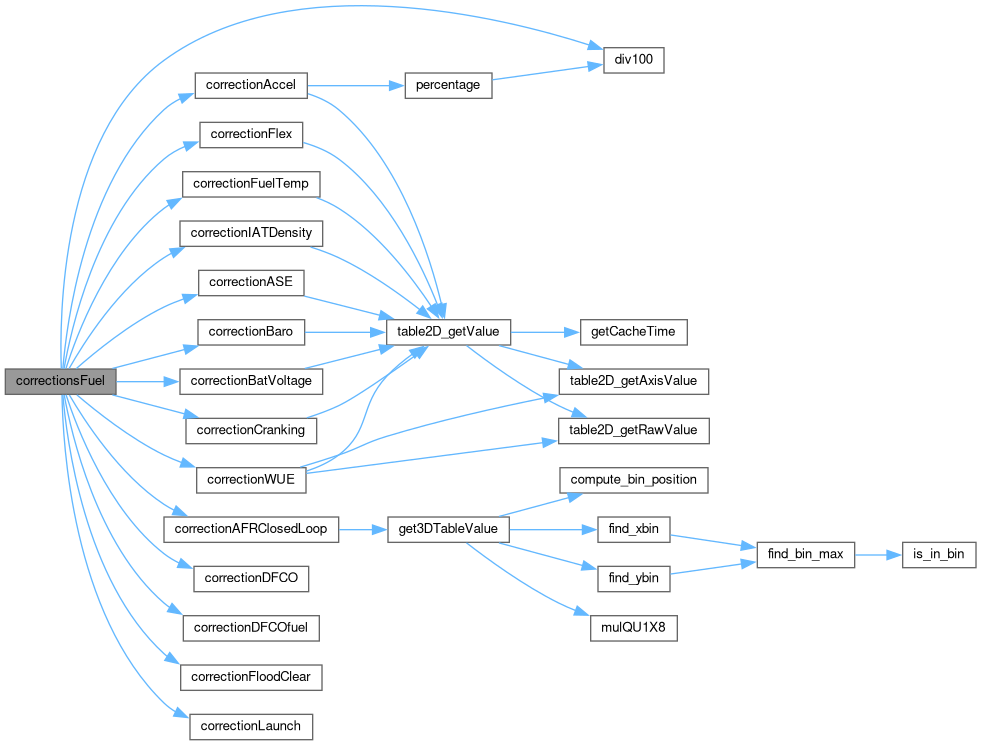 div100
correctionAccel
percentage
correctionFlex
correctionFuelTemp
correctionIATDensity
correctionASE
correctionBaro
table2D_getValue
getCacheTime
correctionsFuel
correctionBatVoltage
table2D_getAxisValue
correctionCranking
table2D_getRawValue
correctionWUE
compute_bin_position
correctionAFRClosedLoop
get3DTableValue
find_xbin
find_bin_max
is_in_bin
correctionDFCO
find_ybin
correctionDFCOfuel
mulQU1X8
correctionFloodClear
correctionLaunch